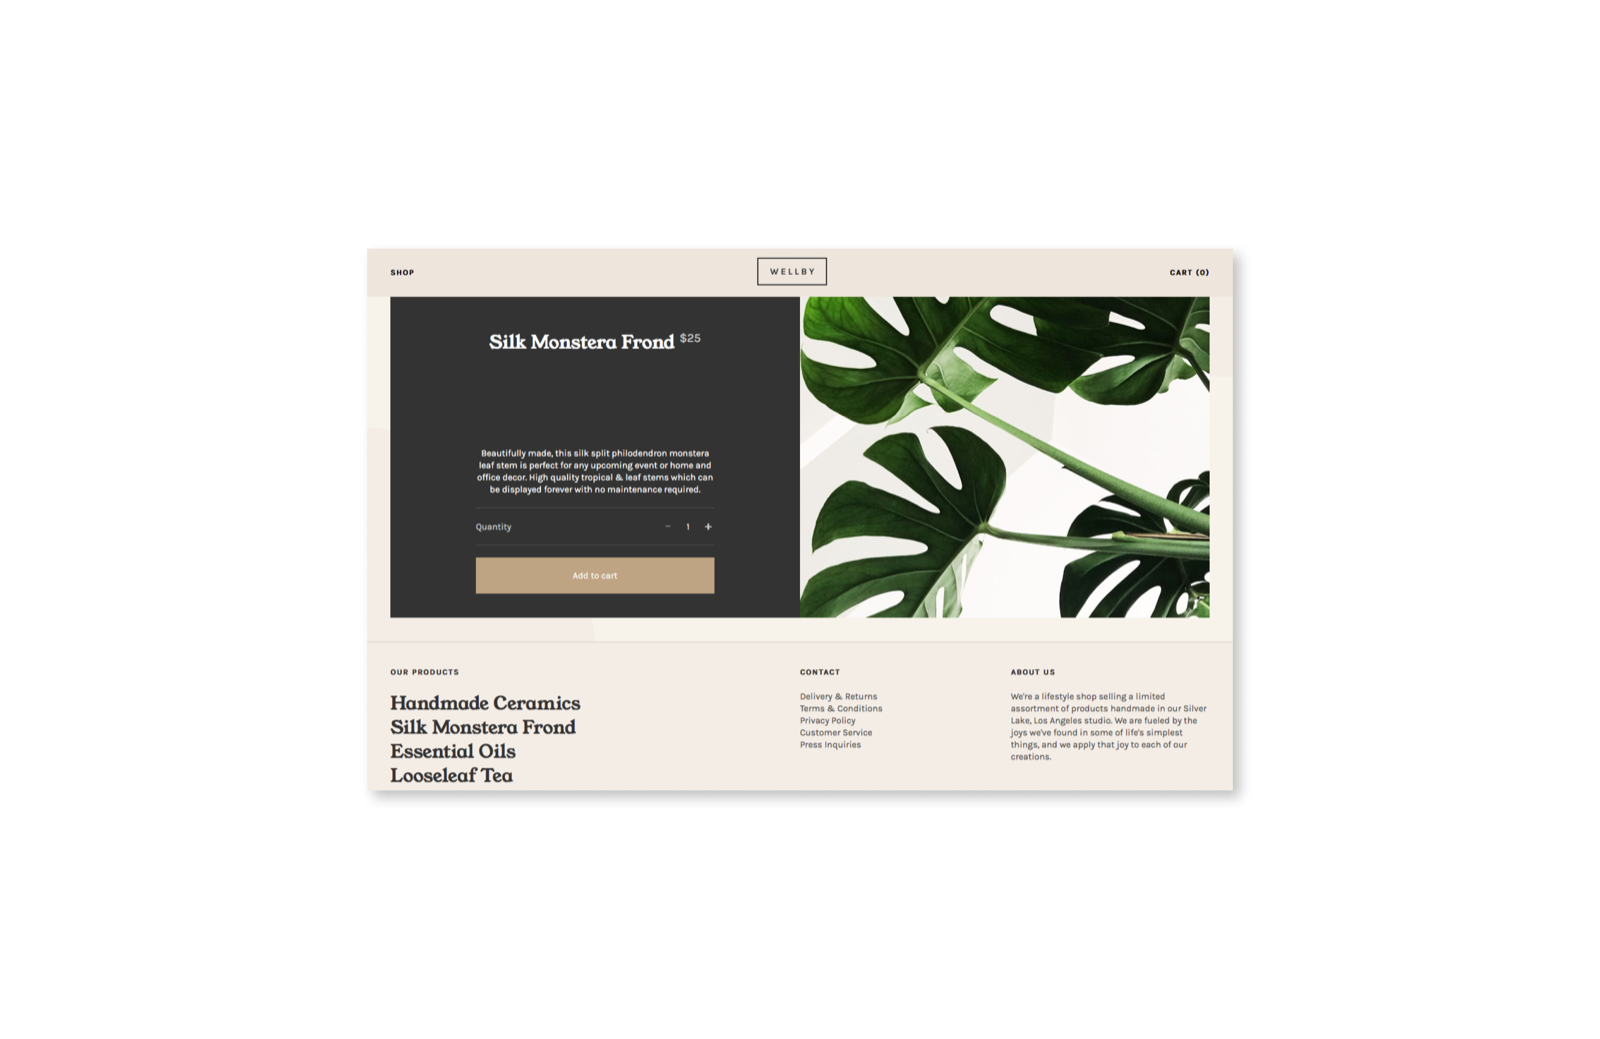 SHOP
WELLBY
CART (0)
Silk Monstera Frond $25
Beautifully made, this silk split philodendron monstera
leaf stem is perfect for any upcoming event or home and
office decor. High quality tropical & leaf stems which can
be displayed forever with no maintenance required.
Quantity
− 1 +
Add to cart
OUR PRODUCTS
Handmade Ceramics
Silk Monstera Frond
Essential Oils
Looseleaf Tea
CONTACT
Delivery & Returns
Terms & Conditions
Privacy Policy
Customer Service
Press Inquiries
ABOUT US
We're a lifestyle shop selling a limited
assortment of products handmade in our Silver
Lake, Los Angeles studio. We are fueled by the
joys we've found in some of life's simplest
things, and we apply that joy to each of our
creations.